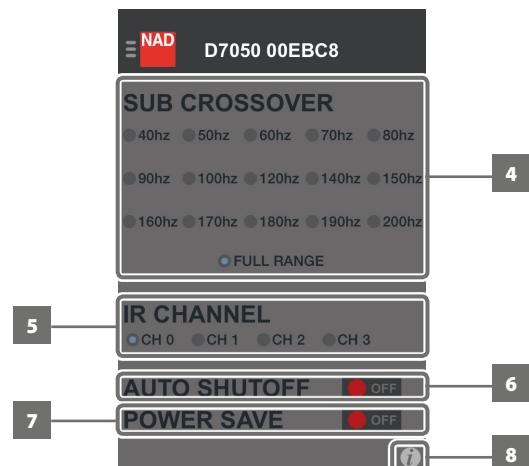 NAD
D7050 00EBC8
SUB CROSSOVER
40hz 50hz 60hz 70hz 80hz
90hz 100hz 120hz 140hz 150hz
160hz 170hz 180hz 190hz 200hz
FULL RANGE
4
IR CHANNEL
CH 0 CH 1 CH 2 CH 3
5
AUTO SHUTOFF OFF
6
POWER SAVE OFF
7
i
8